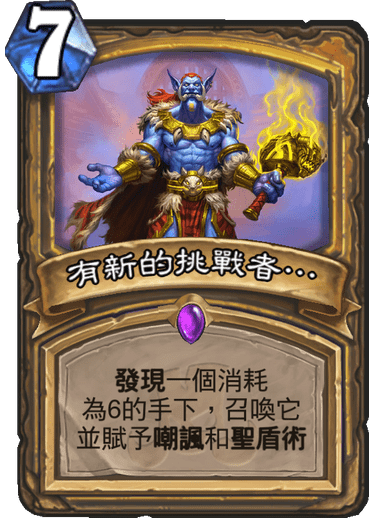 7
有新的挑戰者…
發現一個消耗
為6的手下，召喚它
並賦予嘲諷和聖盾術